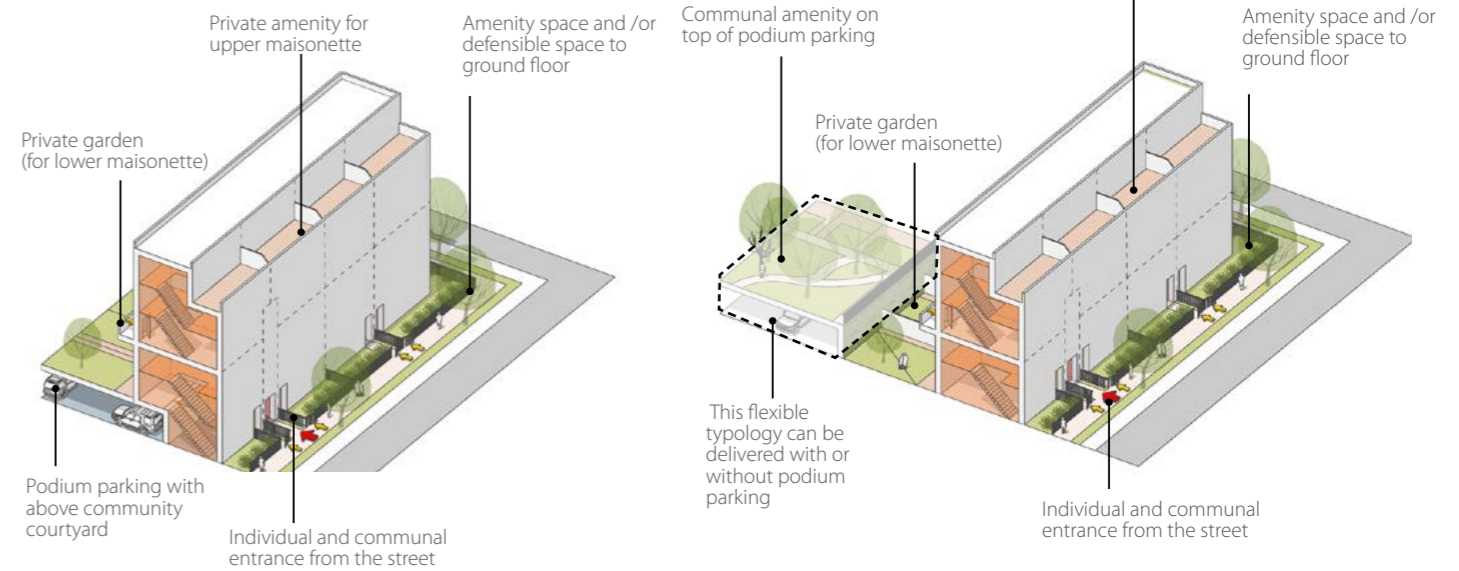 Private amenity for
upper maisonette
Amenity space and /or
defensible space to
ground floor
Private garden
(for lower maisonette)
Podium parking with
above community
courtyard
Individual and communal
entrance from the street
Communal amenity on
top of podium parking
Amenity space and /or
defensible space to
ground floor
Private garden
(for lower maisonette)
This flexible
typology can be
delivered with or
without podium
parking
Individual and communal
entrance from the street